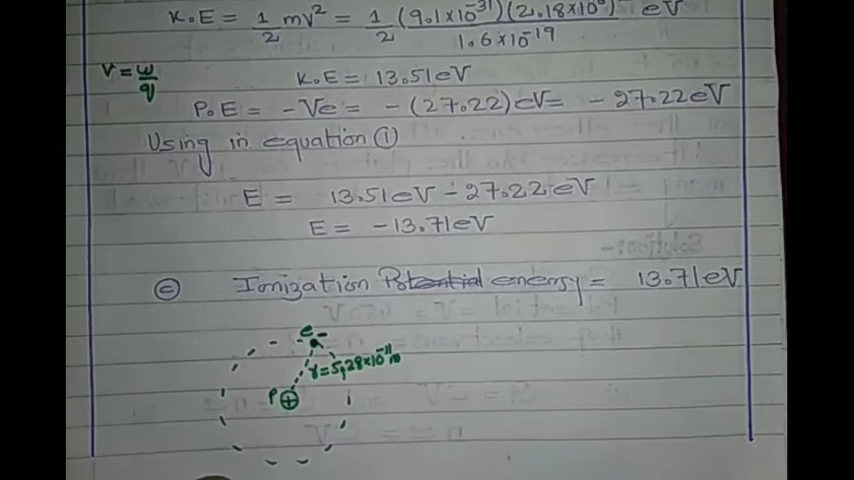 K.E = 1/2 mv² = 1/2 (9.1×10⁻³¹)(2.18×10⁶)² / 1.6×10⁻¹⁹ eV
V = w/q
K.E = 13.51eV
P.E = -Ve = -(27.22)eV = -27.22eV
Using in equation ①
E = 13.51eV - 27.22eV
E = -13.71eV
Ⓒ Ionization Potential energy = 13.71eV
e -
r = 5.28×10⁻¹¹m
P ⊕